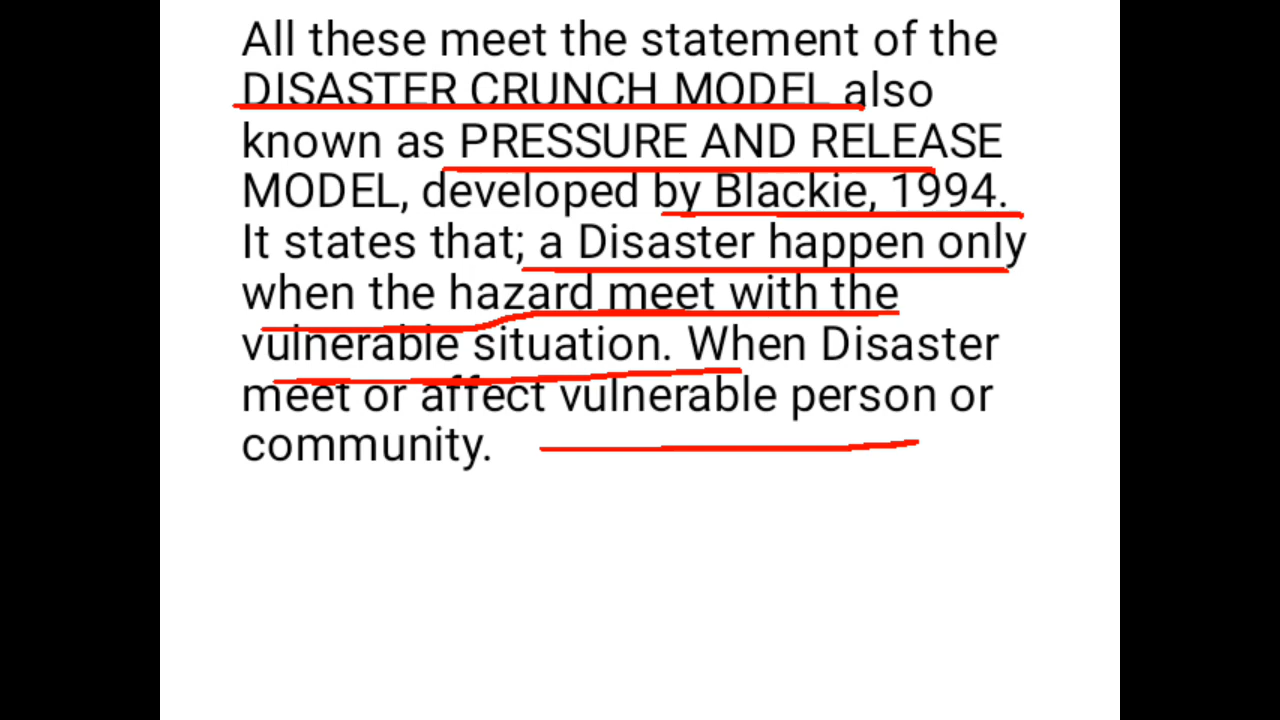 All these meet the statement of the
DISASTER CRUNCH MODEL also
known as PRESSURE AND RELEASE
MODEL, developed by Blackie, 1994.
It states that; a Disaster happen only
when the hazard meet with the
vulnerable situation. When Disaster
meet or affect vulnerable person or
community.